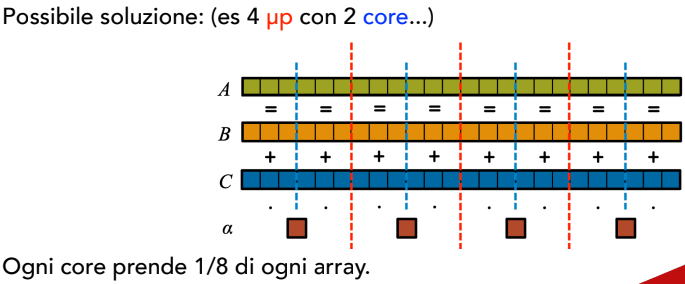 Possibile soluzione: (es 4 µp con 2 core...)
A
= = = = = = = =
B
+ + + + + + + +
C
. . . . . . . .
α
Ogni core prende 1/8 di ogni array.